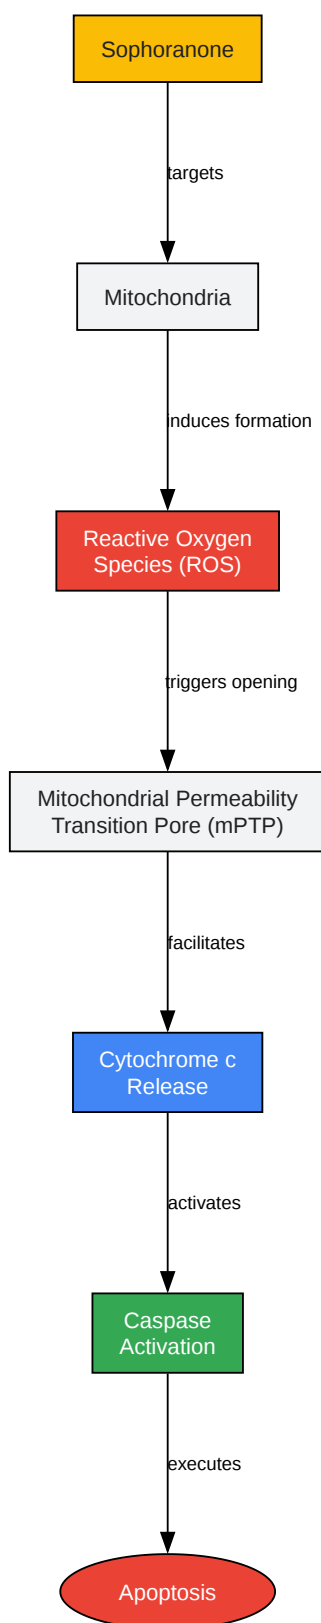 Sophoranone
targets
Mitochondria
induces formation
Reactive Oxygen
Species (ROS)
triggers opening
Mitochondrial Permeability
Transition Pore (mPTP)
facilitates
Cytochrome c
Release
activates
Caspase
Activation
executes
Apoptosis